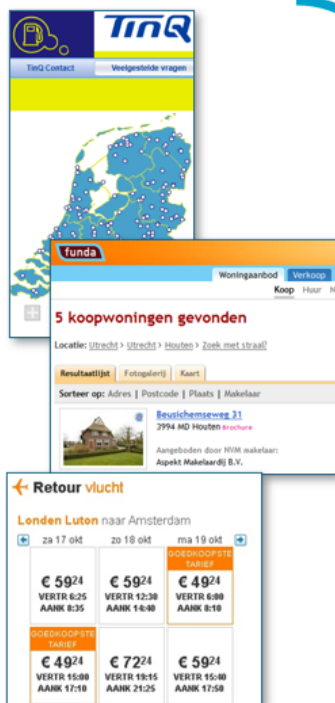 TinQ
TinQ Contact Veelgestelde vragen
funda
Woningaanbod Verkoop
Koop Huur N
5 koopwoningen gevonden
Locatie: Utrecht > Utrecht > Houten > Zoek met straal?
Resultaatlijst Fotogalerij Kaart
Sorteer op: Adres | Postcode | Plaats | Makelaar
Beusichemseweg 31
3994 MD Houten Brochure
Aangeboden door NVM makelaar:
Aspekt Makelaardij B.V.
Retour vlucht
Londen Luton naar Amsterdam
za 17 okt zo 18 okt ma 19 okt
GOEDKOOPSTE
TARIEF
€ 5924 € 5924 € 4924
VERTR 6:25 VERTR 12:30 VERTR 6:00
AANK 8:35 AANK 14:40 AANK 8:10
GOEDKOOPSTE
TARIEF
€ 4924 € 7224 € 5924
VERTR 15:00 VERTR 19:15 VERTR 15:40
AANK 17:10 AANK 21:25 AANK 17:50